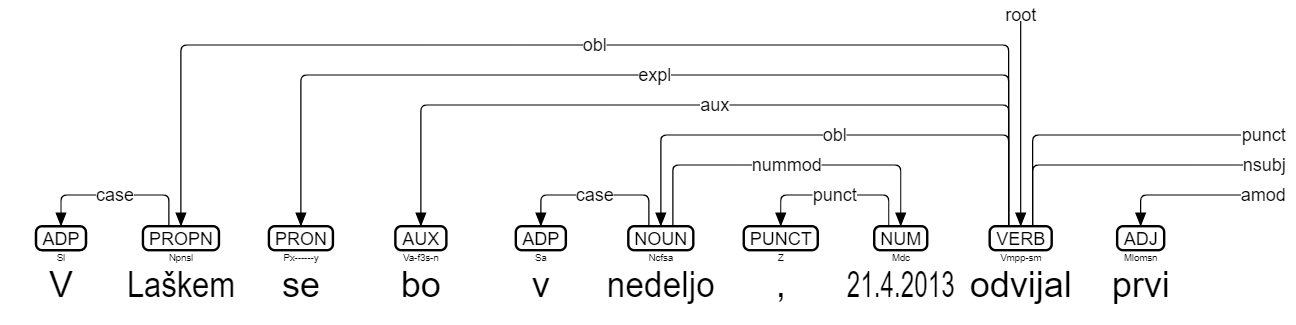 root
obl
expl
aux
obl punct
nummod nsubj
case case punct amod
ADP PROPN PRON AUX ADP NOUN PUNCT NUM VERB ADJ
Sl Npnsl Px------y Va-f3s-n Sa Ncfsa Z Mdc Vmpp-sm Mlomsn
V Laškem se bo v nedeljo , 21.4.2013 odvijal prvi